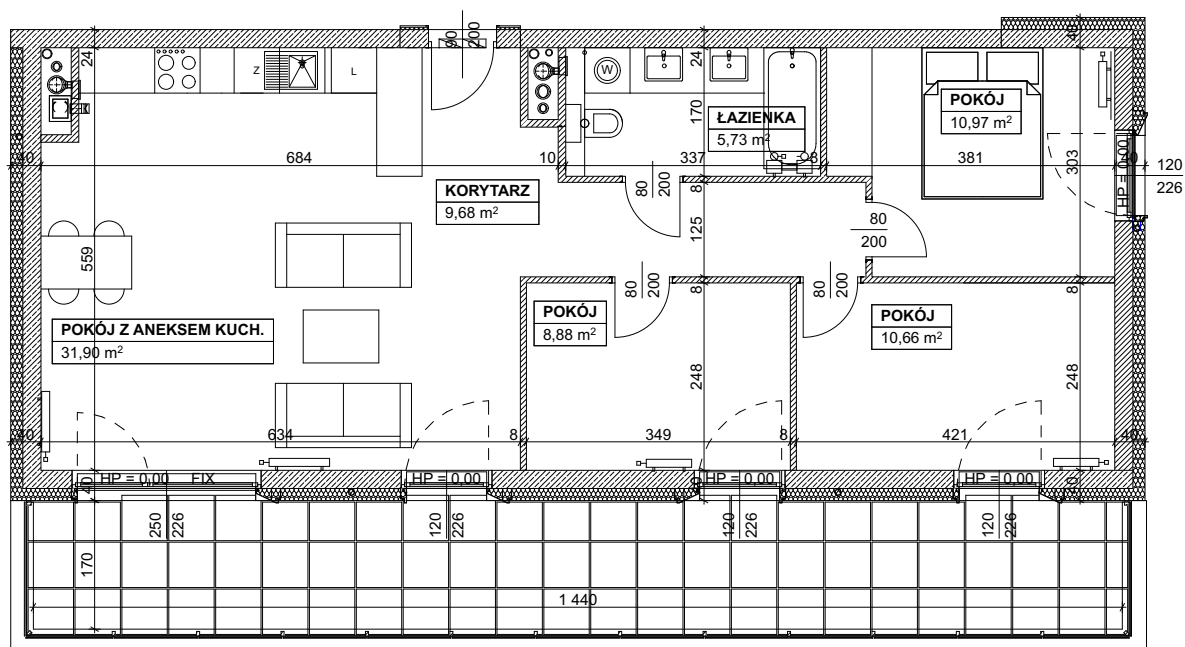 90
200
40
24
24
Z
L
W
POKÓJ
10,97 m²
ŁAZIENKA
5,73 m²
170
40
684
10
337
8
381
303
40
HP = 0,00
120
226
KORYTARZ
9,68 m²
80
200
8
125
80
200
559
80
200
8
80
200
8
POKÓJ
8,88 m²
POKÓJ
10,66 m²
POKÓJ Z ANEKSEM KUCH.
31,90 m²
248
248
40
634
8
349
8
421
40
HP = 0,00 FIX
HP = 0,00
HP = 0,00
HP = 0,00
40
40
40
250
226
120
226
120
226
120
226
170
1 440